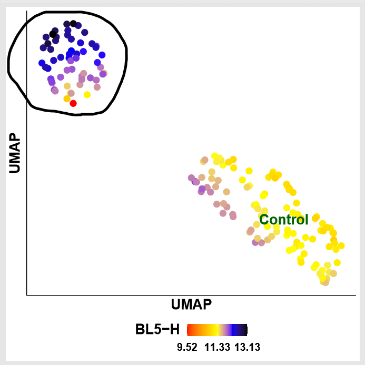 UMAP
Control
UMAP
BL5-H
9.52 11.33 13.13